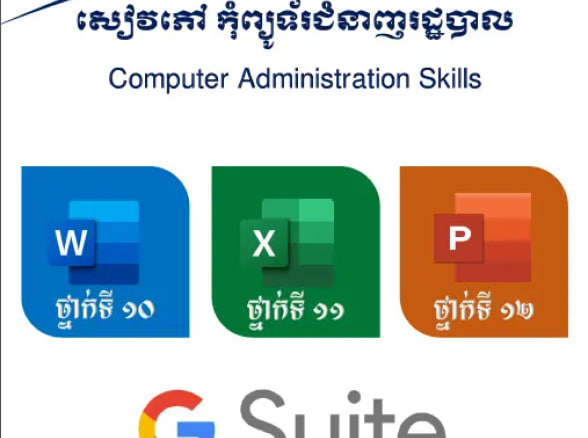 សៀវភៅ កុំព្យូទ័រជំនាញរដ្ឋបាល
Computer Administration Skills
W X P
ថ្នាក់ទី ១០ ថ្នាក់ទី ១១ ថ្នាក់ទី ១២
G Suite